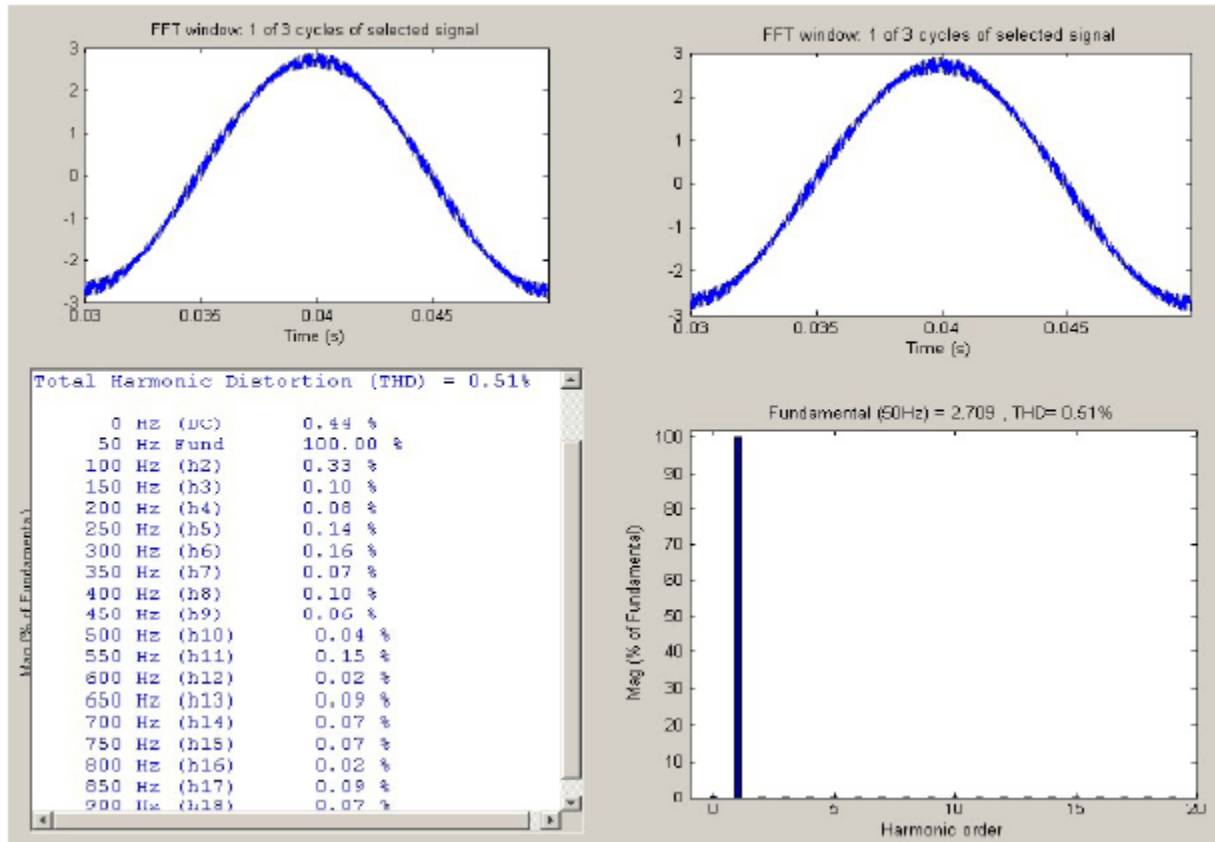 FFT window: 1 of 3 cycles of selected signal
3
2
1
0
-1
-2
-3
0.03 0.035 0.04 0.045
Time (s)
FFT window: 1 of 3 cycles of selected signal
3
2
1
0
-1
-2
-3
0.03 0.035 0.04 0.045
Time (s)
Mag (% of Fundamental)
Total Harmonic Distortion (THD) = 0.51%
0 Hz (DC) 0.44 %
50 Hz Fund 100.00 %
100 Hz (h2) 0.33 %
150 Hz (h3) 0.10 %
200 Hz (h4) 0.08 %
250 Hz (h5) 0.14 %
300 Hz (h6) 0.16 %
350 Hz (h7) 0.07 %
400 Hz (h8) 0.10 %
450 Hz (h9) 0.06 %
500 Hz (h10) 0.04 %
550 Hz (h11) 0.15 %
600 Hz (h12) 0.02 %
650 Hz (h13) 0.09 %
700 Hz (h14) 0.07 %
750 Hz (h15) 0.07 %
800 Hz (h16) 0.02 %
850 Hz (h17) 0.09 %
900 Hz (h18) 0.07 %
Fundamental (50Hz) = 2.709 , THD= 0.51%
Mag (% of Fundamental)
100
90
80
70
60
50
40
30
20
10
0
0 5 10 15 20
Harmonic order